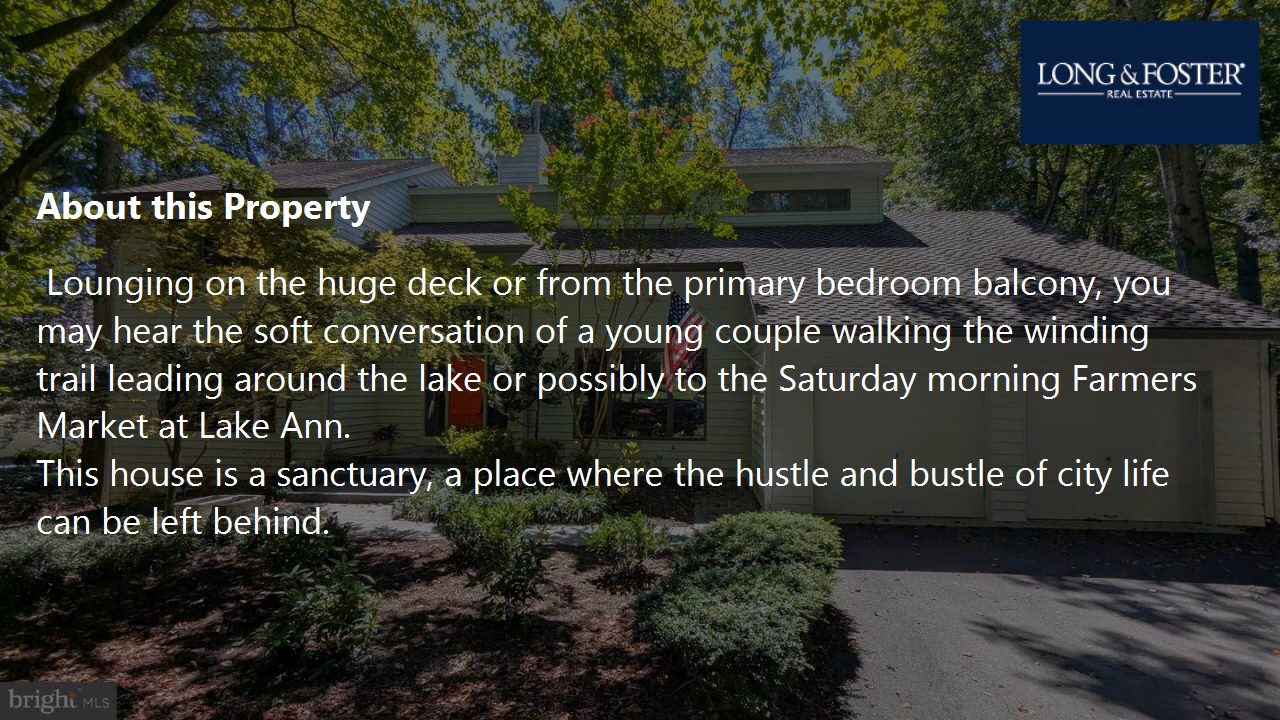 LONG & FOSTER®
REAL ESTATE
About this Property
Lounging on the huge deck or from the primary bedroom balcony, you
may hear the soft conversation of a young couple walking the winding
trail leading around the lake or possibly to the Saturday morning Farmers
Market at Lake Ann.
This house is a sanctuary, a place where the hustle and bustle of city life
can be left behind.
bright MLS